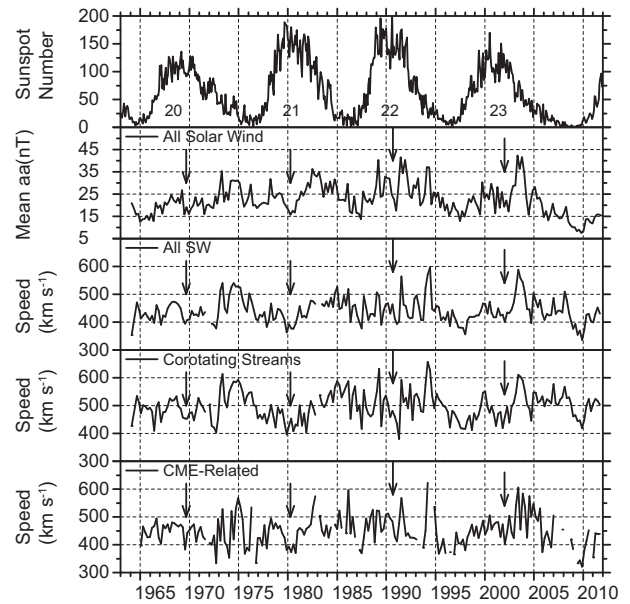 Sunspot
Number
200
150
100
50
0
20
21
22
23
Mean aa(nT)
All Solar Wind
45
35
25
15
5
Speed
(km s⁻¹)
All SW
600
500
400
300
Speed
(km s⁻¹)
Corotating Streams
600
500
400
300
Speed
(km s⁻¹)
CME-Related
600
500
400
300
1965 1970 1975 1980 1985 1990 1995 2000 2005 2010